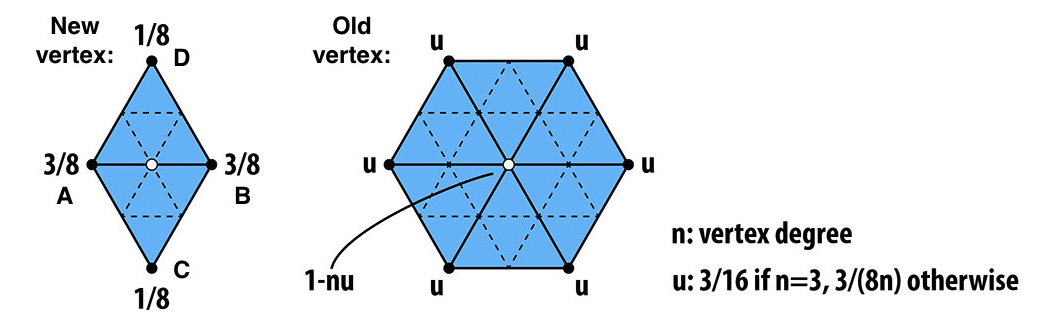 New
vertex:
1/8
D
3/8
A
3/8
B
C
1/8
Old
vertex:
u
u
u
u
1-nu
u
u
n: vertex degree
u: 3/16 if n=3, 3/(8n) otherwise